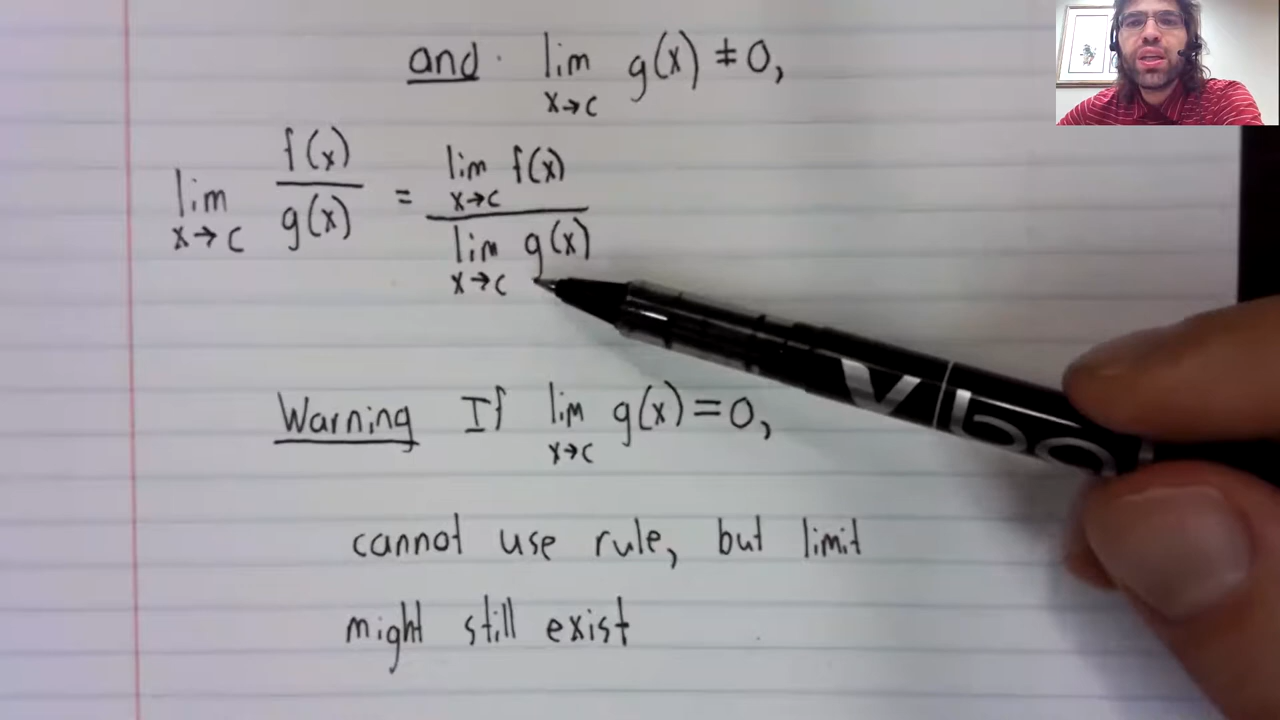 and lim g(x) ≠ 0,
x→c
lim f(x)/g(x) = lim f(x) / lim g(x)
x→c x→c x→c
Warning If lim g(x) = 0,
x→c
cannot use rule, but limit
might still exist